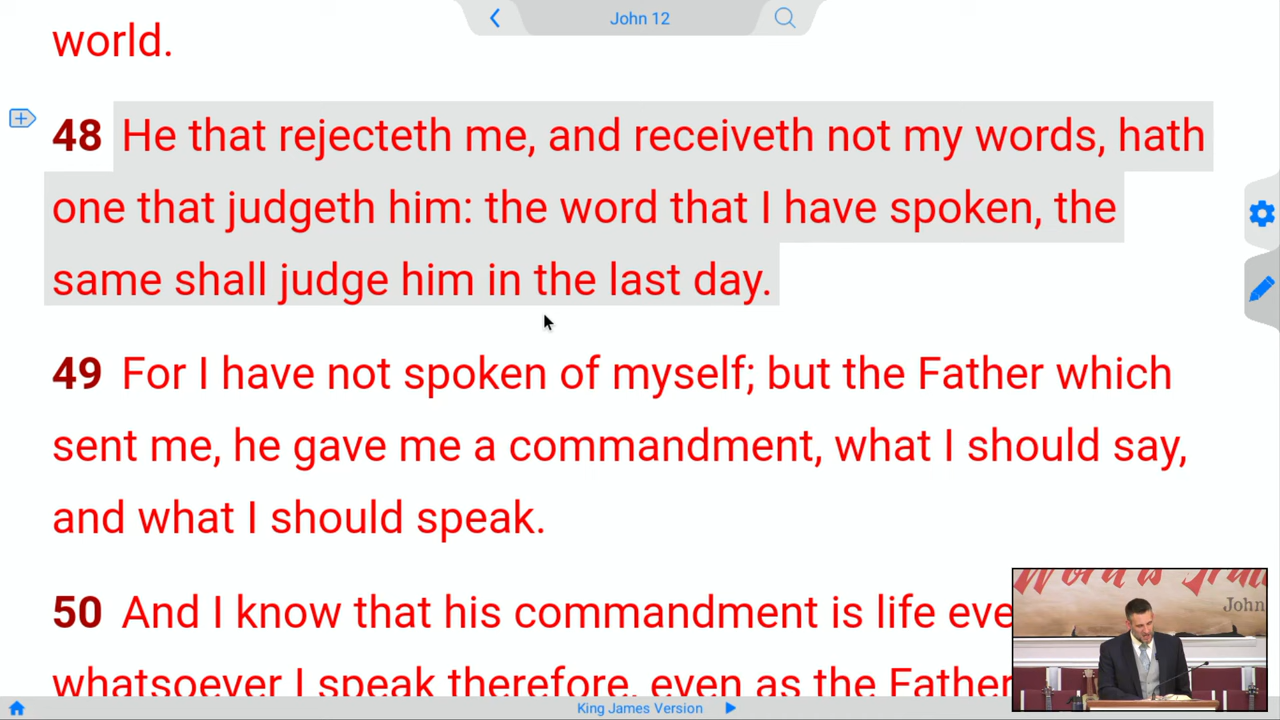 John 12
world.
48 He that rejecteth me, and receiveth not my words, hath
one that judgeth him: the word that I have spoken, the
same shall judge him in the last day.
49 For I have not spoken of myself; but the Father which
sent me, he gave me a commandment, what I should say,
and what I should speak.
50 And I know that his commandment is life eve
whatsoever I speak therefore, even as the Father
Word is
John
King James Version